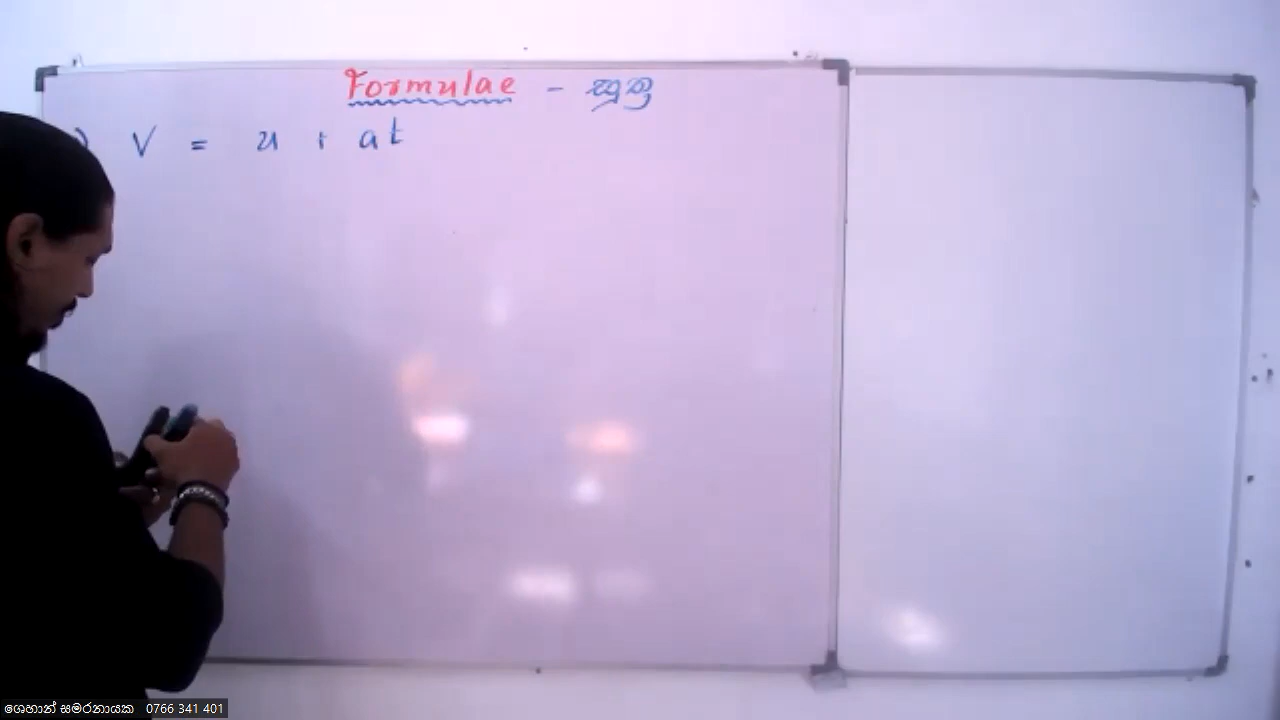 Formulae - සූත්‍ර
) V = u + at
ශෙහාන් සමරනායක 0766 341 401